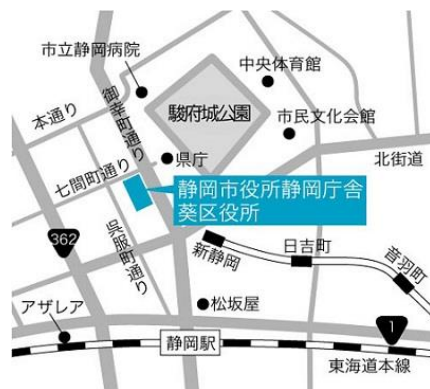 市立静岡病院
中央体育館
御幸町通り
駿府城公園
本通り
市民文化会館
県庁
北街道
七間町通り
静岡市役所静岡庁舎
葵区役所
362
呉服町通り
新静岡
日吉町
音羽町
アザレア
松坂屋
静岡駅
1
東海道本線